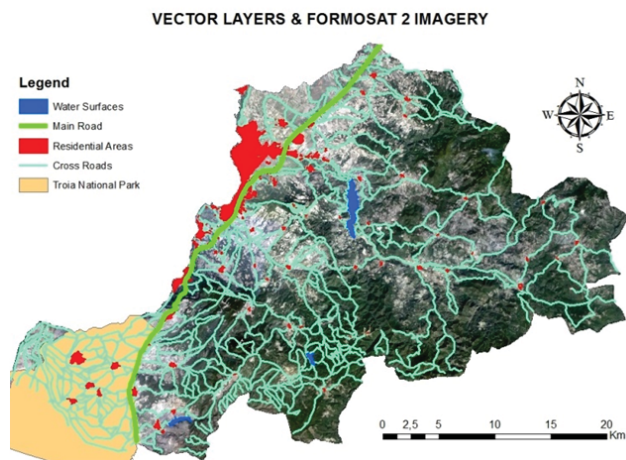 VECTOR LAYERS & FORMOSAT 2 IMAGERY
Legend
Water Surfaces
Main Road
Residential Areas
Cross Roads
Troia National Park
N
W E
S
0 2,5 5 10 15 20
Km